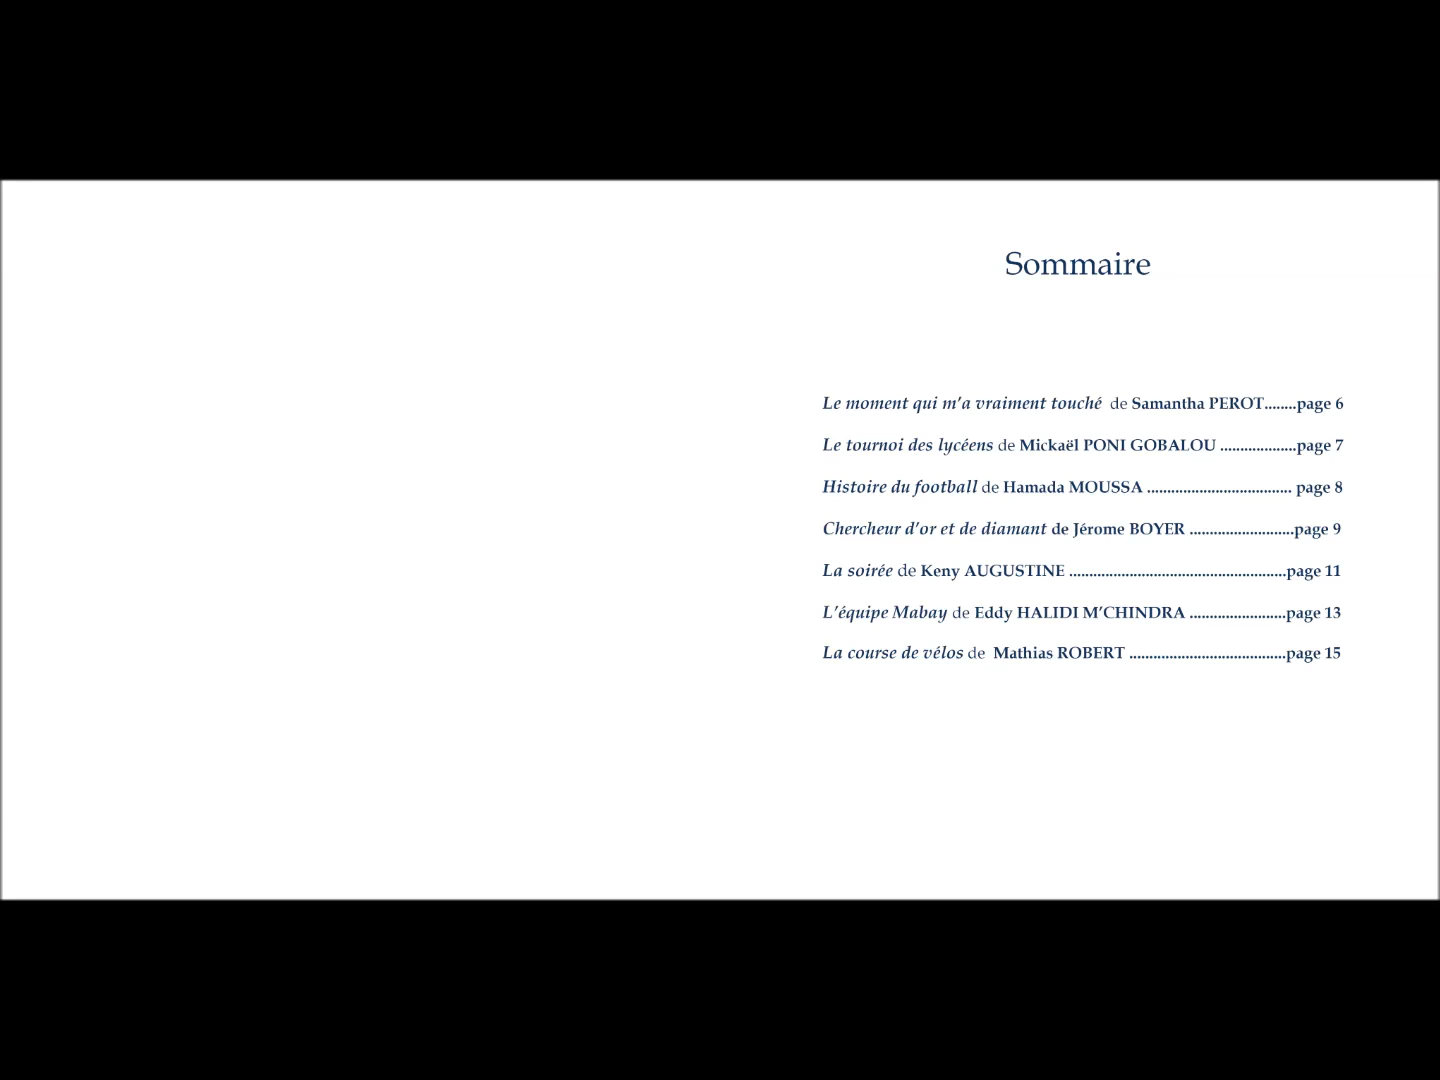 Sommaire
Le moment qui m'a vraiment touché  de Samantha PEROT........page 6
Le tournoi des lycéens de Mickaël PONI GOBALOU ...................page 7
Histoire du football de Hamada MOUSSA .................................... page 8
Chercheur d'or et de diamant de Jérome BOYER ..........................page 9
La soirée de Keny AUGUSTINE ......................................................page 11
L'équipe Mabay de Eddy HALIDI M'CHINDRA ........................page 13
La course de vélos de  Mathias ROBERT .......................................page 15